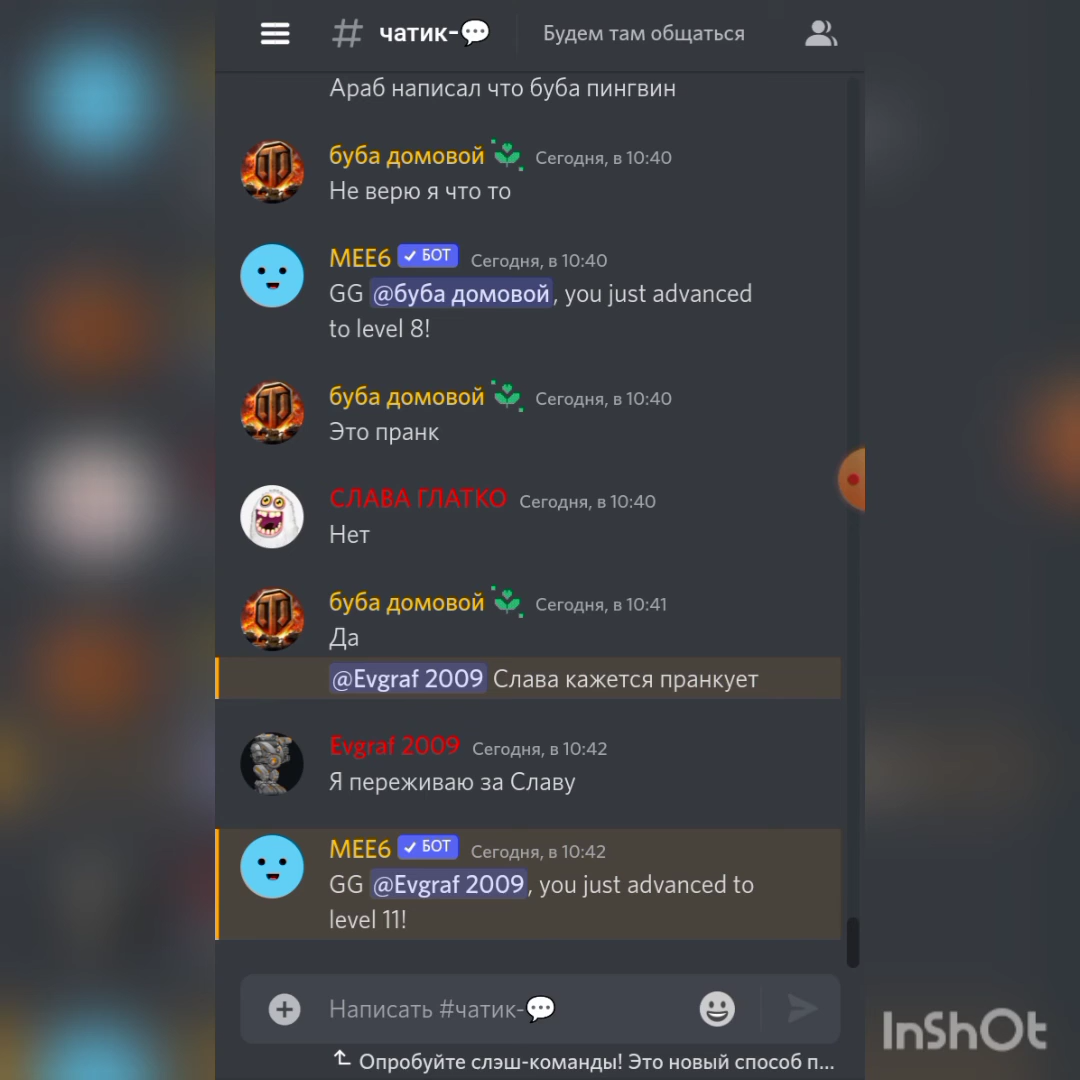 # чатик-💬 Будем там общаться
Араб написал что буба пингвин
буба домовой Сегодня, в 10:40
Не верю я что то
MEE6 ✓ БОТ Сегодня, в 10:40
GG @буба домовой, you just advanced
to level 8!
буба домовой Сегодня, в 10:40
Это пранк
СЛАВА ГЛАТКО Сегодня, в 10:40
Нет
буба домовой Сегодня, в 10:41
Да
@Evgraf 2009 Слава кажется пранкует
Evgraf 2009 Сегодня, в 10:42
Я переживаю за Славу
MEE6 ✓ БОТ Сегодня, в 10:42
GG @Evgraf 2009, you just advanced to
level 11!
Написать #чатик-💬
Опробуйте слэш-команды! Это новый способ п...
InShOt